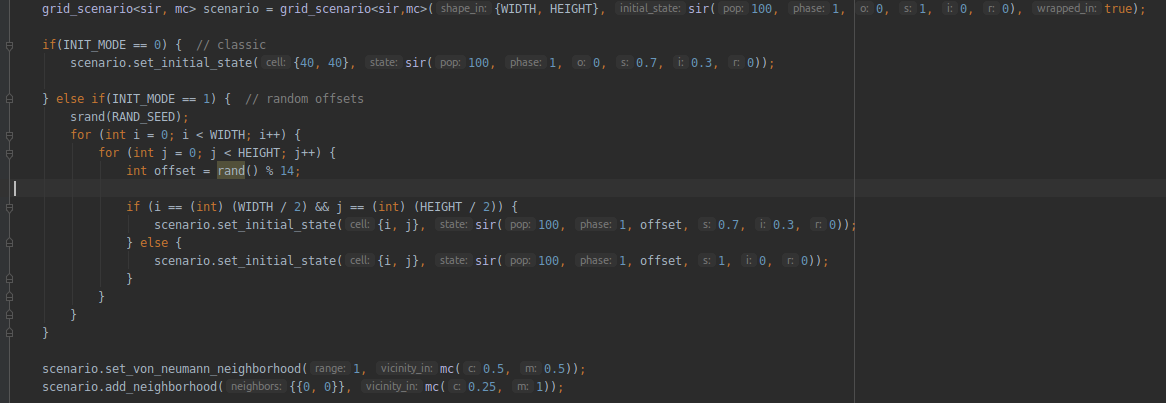 grid_scenario<sir, mc> scenario = grid_scenario<sir,mc>( shape_in: {WIDTH, HEIGHT}, initial_state: sir( pop: 100, phase: 1, o: 0, s: 1, i: 0, r: 0), wrapped_in: true);
if(INIT_MODE == 0) {  // classic
scenario.set_initial_state( cell: {40, 40}, state: sir( pop: 100, phase: 1, o: 0, s: 0.7, i: 0.3, r: 0));
} else if(INIT_MODE == 1) {  // random offsets
srand(RAND_SEED);
for (int i = 0; i < WIDTH; i++) {
for (int j = 0; j < HEIGHT; j++) {
int offset = rand() % 14;
if (i == (int) (WIDTH / 2) && j == (int) (HEIGHT / 2)) {
scenario.set_initial_state( cell: {i, j}, state: sir( pop: 100, phase: 1, offset, s: 0.7, i: 0.3, r: 0));
} else {
scenario.set_initial_state( cell: {i, j}, state: sir( pop: 100, phase: 1, offset, s: 1, i: 0, r: 0));
}
}
}
}
scenario.set_von_neumann_neighborhood( range: 1, vicinity_in: mc( c: 0.5, m: 0.5));
scenario.add_neighborhood( neighbors: {{0, 0}}, vicinity_in: mc( c: 0.25, m: 1));